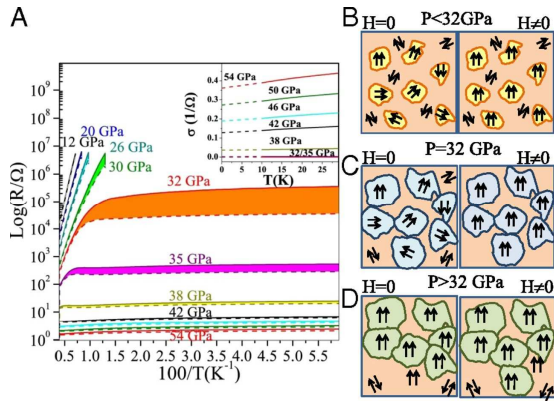 A
Log(R/Ω)
10⁹
10⁸
10⁷
10⁶
10⁵
10⁴
10³
10²
10¹
10⁰
20 GPa
12 GPa
26 GPa
30 GPa
32 GPa
35 GPa
38 GPa
42 GPa
54 GPa
0.5 1.0 1.5 2.0 2.5 3.0 3.5 4.0 4.5 5.0 5.5
100/T(K⁻¹)
σ (1/Ω)
0.4
0.3
0.2
0.1
0.0
54 GPa
50 GPa
46 GPa
42 GPa
38 GPa
32/35 GPa
0 10 20
T(K)
B H=0 P<32GPa H≠0
C H=0 P=32 GPa H≠0
D H=0 P>32 GPa H≠0